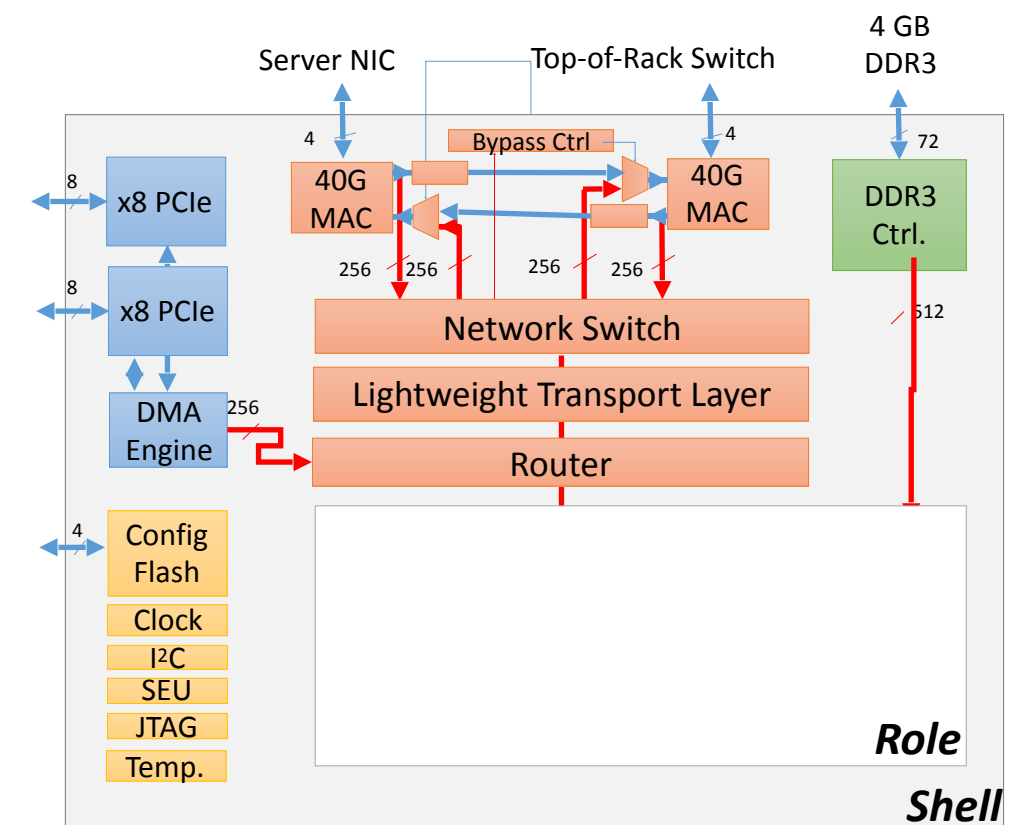 4 GB
DDR3
Server NIC
Top-of-Rack Switch
4
4
72
Bypass Ctrl
8
x8 PCIe
40G
MAC
40G
MAC
DDR3
Ctrl.
256
256
256
256
8
x8 PCIe
Network Switch
512
Lightweight Transport Layer
DMA
Engine
256
Router
4
Config
Flash
Clock
I²C
SEU
JTAG
Temp.
Role
Shell